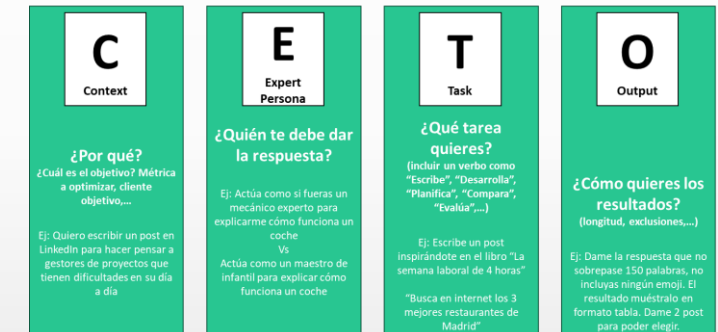 C
Context
¿Por qué?
¿Cuál es el objetivo? Métrica
a optimizar, cliente
objetivo,...
Ej: Quiero escribir un post en
LinkedIn para hacer pensar a
gestores de proyectos que
tienen dificultades en su día
a día
E
Expert
Persona
¿Quién te debe dar
la respuesta?
Ej: Actúa como si fueras un
mecánico experto para
explicarme cómo funciona un
coche
Vs
Actúa como un maestro de
infantil para explicar cómo
funciona un coche
T
Task
¿Qué tarea
quieres?
(incluir un verbo como
“Escribe”, “Desarrolla”,
“Planifica”, “Compara”,
“Evalúa”,...)
Ej: Escribe un post
inspirándote en el libro “La
semana laboral de 4 horas”
“Busca en internet los 3
mejores restaurantes de
Madrid”
O
Output
¿Cómo quieres los
resultados?
(longitud, exclusiones,...)
Ej: Dame la respuesta que no
sobrepase 150 palabras, no
incluyas ningún emoji. El
resultado muéstralo en
formato tabla. Dame 2 post
para poder elegir.